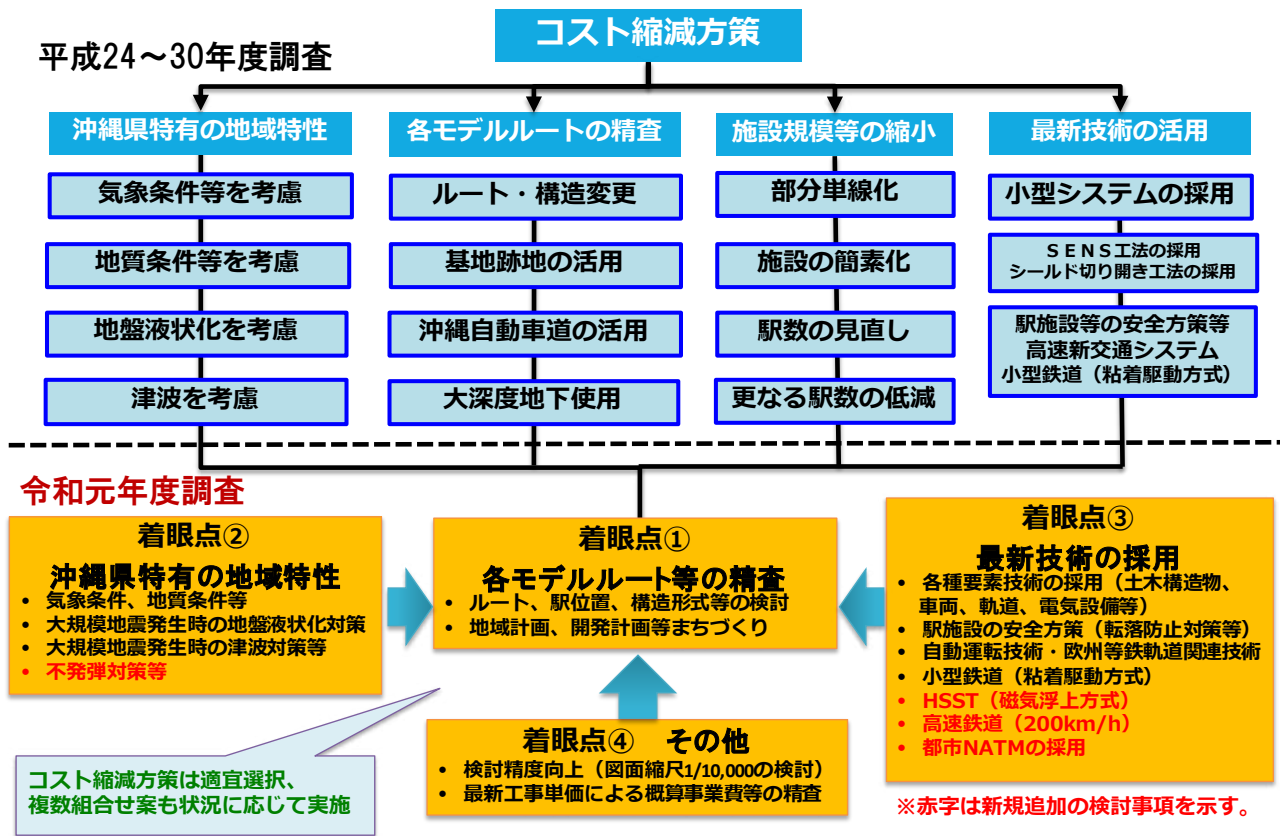 コスト縮減方策
平成24～30年度調査
沖縄県特有の地域特性
気象条件等を考慮
地質条件等を考慮
地盤液状化を考慮
津波を考慮
各モデルルートの精査
ルート・構造変更
基地跡地の活用
沖縄自動車道の活用
大深度地下使用
施設規模等の縮小
部分単線化
施設の簡素化
駅数の見直し
更なる駅数の低減
最新技術の活用
小型システムの採用
ＳＥＮＳ工法の採用
シールド切り開き工法の採用
駅施設等の安全方策等
高速新交通システム
小型鉄道（粘着駆動方式）
令和元年度調査
着眼点②
沖縄県特有の地域特性
• 気象条件、地質条件等
• 大規模地震発生時の地盤液状化対策
• 大規模地震発生時の津波対策等
• 不発弾対策等
着眼点①
各モデルルート等の精査
• ルート、駅位置、構造形式等の検討
• 地域計画、開発計画等まちづくり
着眼点③
最新技術の採用
• 各種要素技術の採用（土木構造物、
車両、軌道、電気設備等）
• 駅施設の安全方策（転落防止対策等）
• 自動運転技術・欧州等鉄軌道関連技術
• 小型鉄道（粘着駆動方式）
• HSST（磁気浮上方式）
• 高速鉄道（200km/h）
• 都市NATMの採用
着眼点④　その他
• 検討精度向上（図面縮尺1/10,000の検討）
• 最新工事単価による概算事業費等の精査
コスト縮減方策は適宜選択、
複数組合せ案も状況に応じて実施
※赤字は新規追加の検討事項を示す。